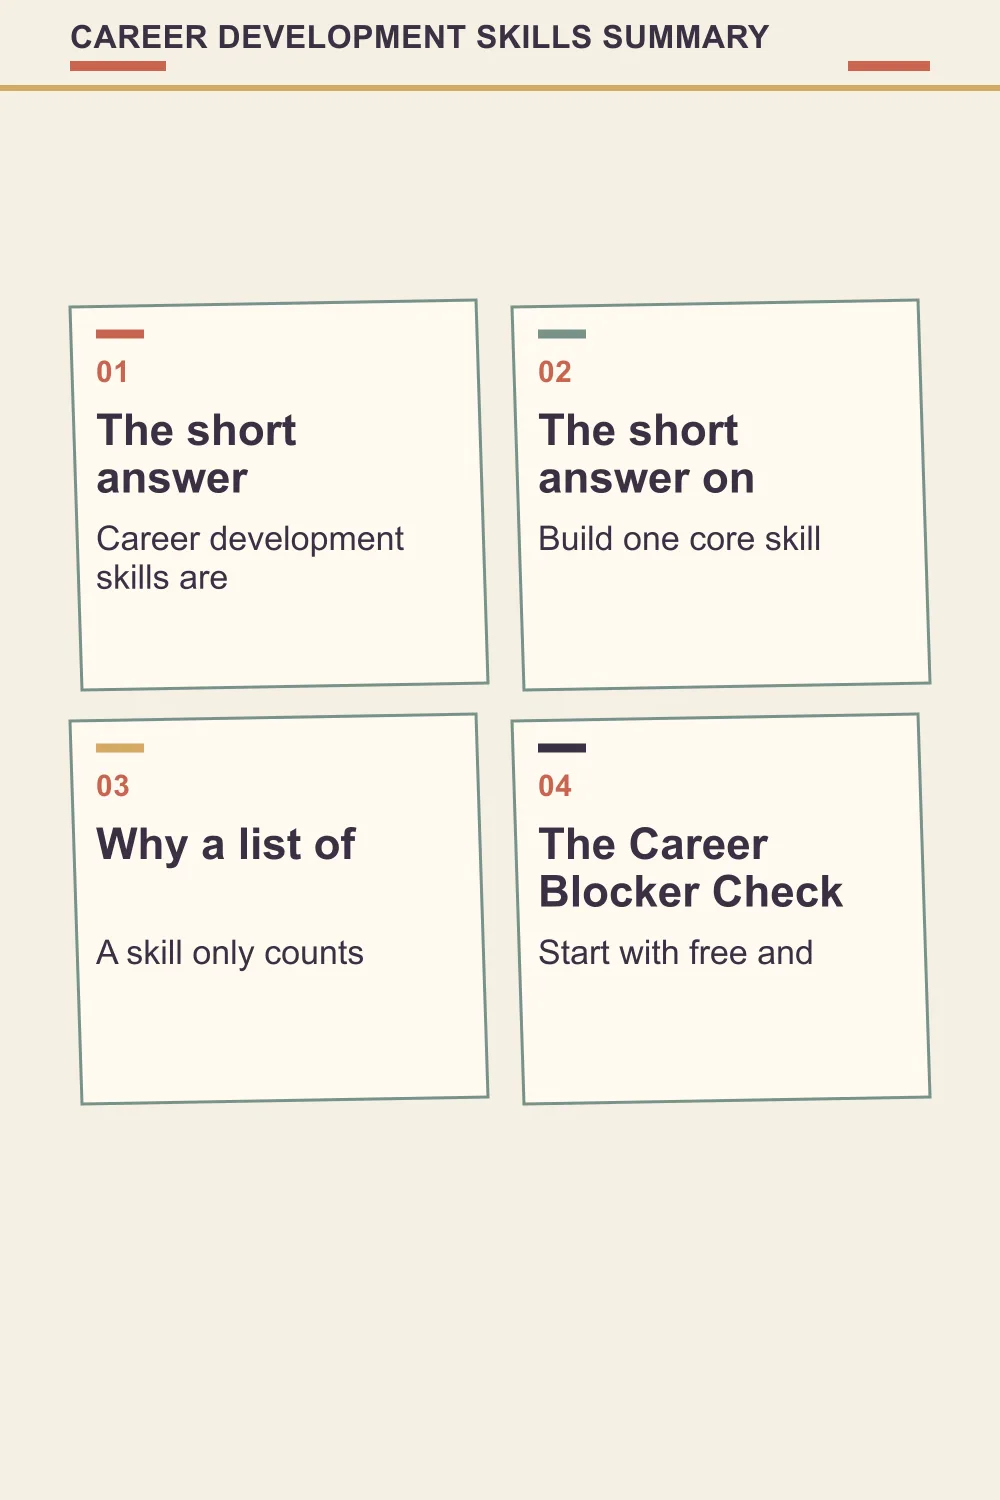 CAREER DEVELOPMENT SKILLS SUMMARY
01
The short
answer
Career development
skills are
02
The short
answer on
Build one core skill
03
Why a list of
A skill only counts
04
The Career
Blocker Check
Start with free and